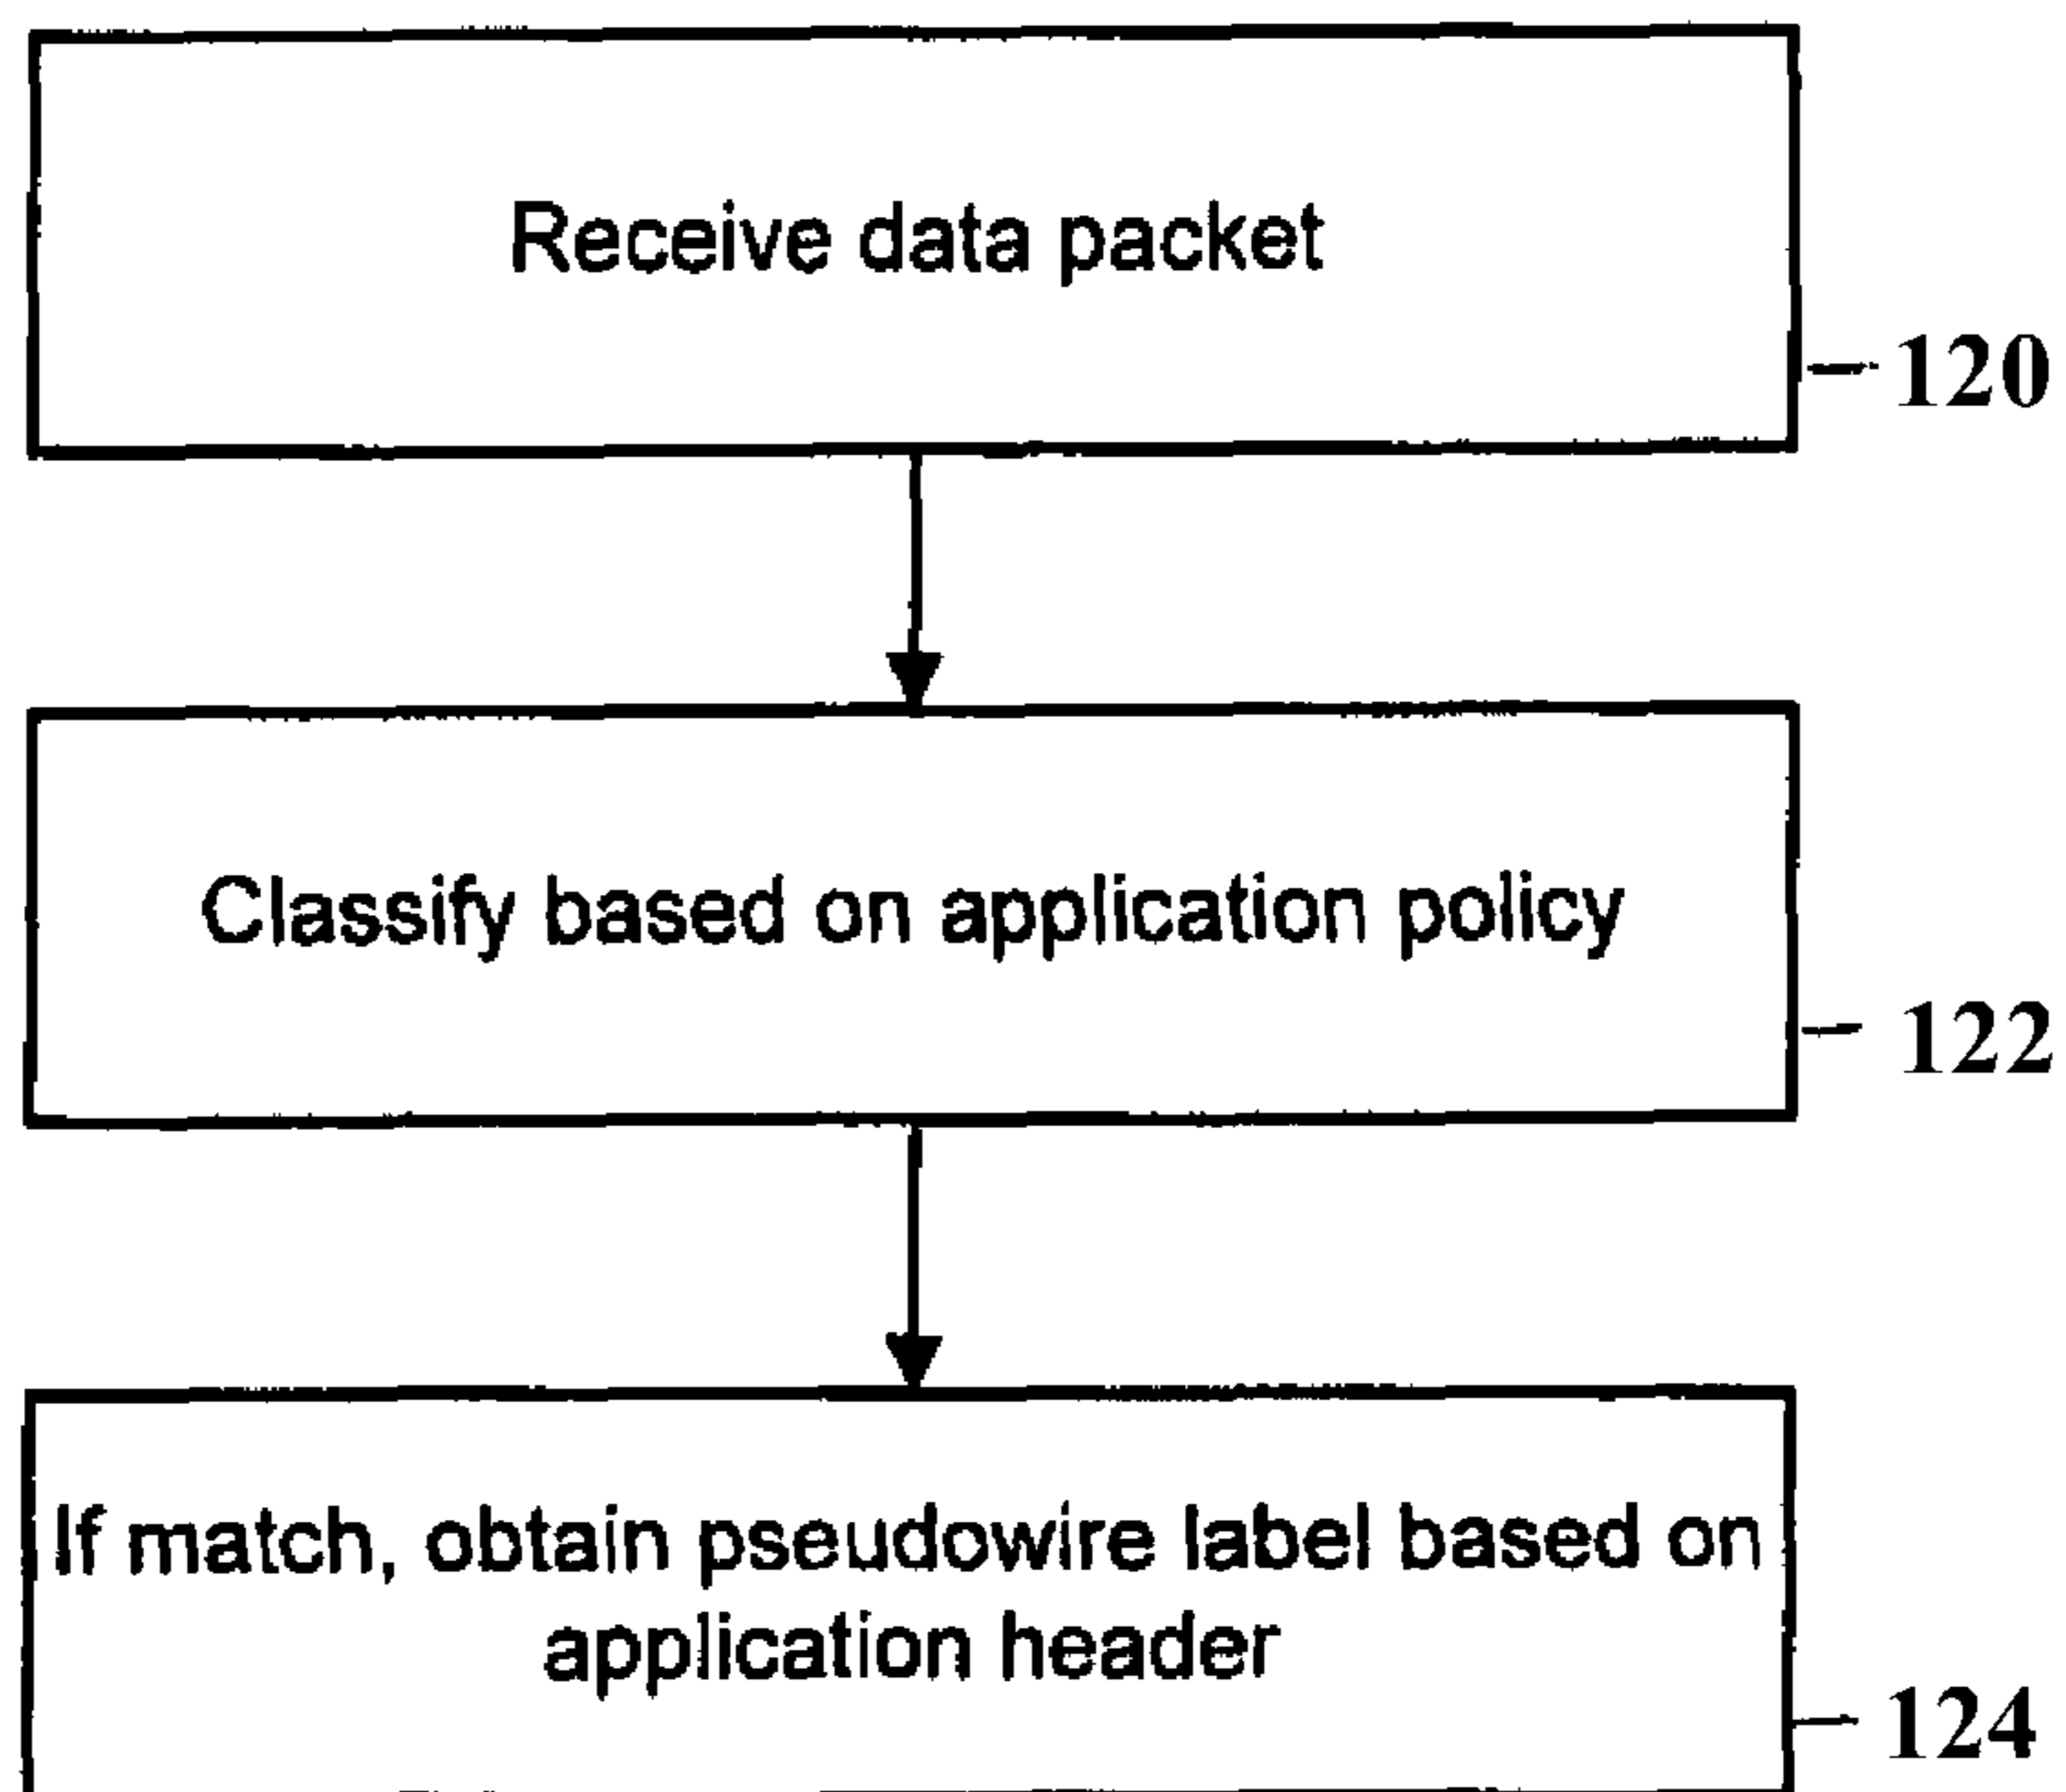 Receive data packet
120
Classify based on application policy
122
If match, obtain pseudowire label based on
application header
124